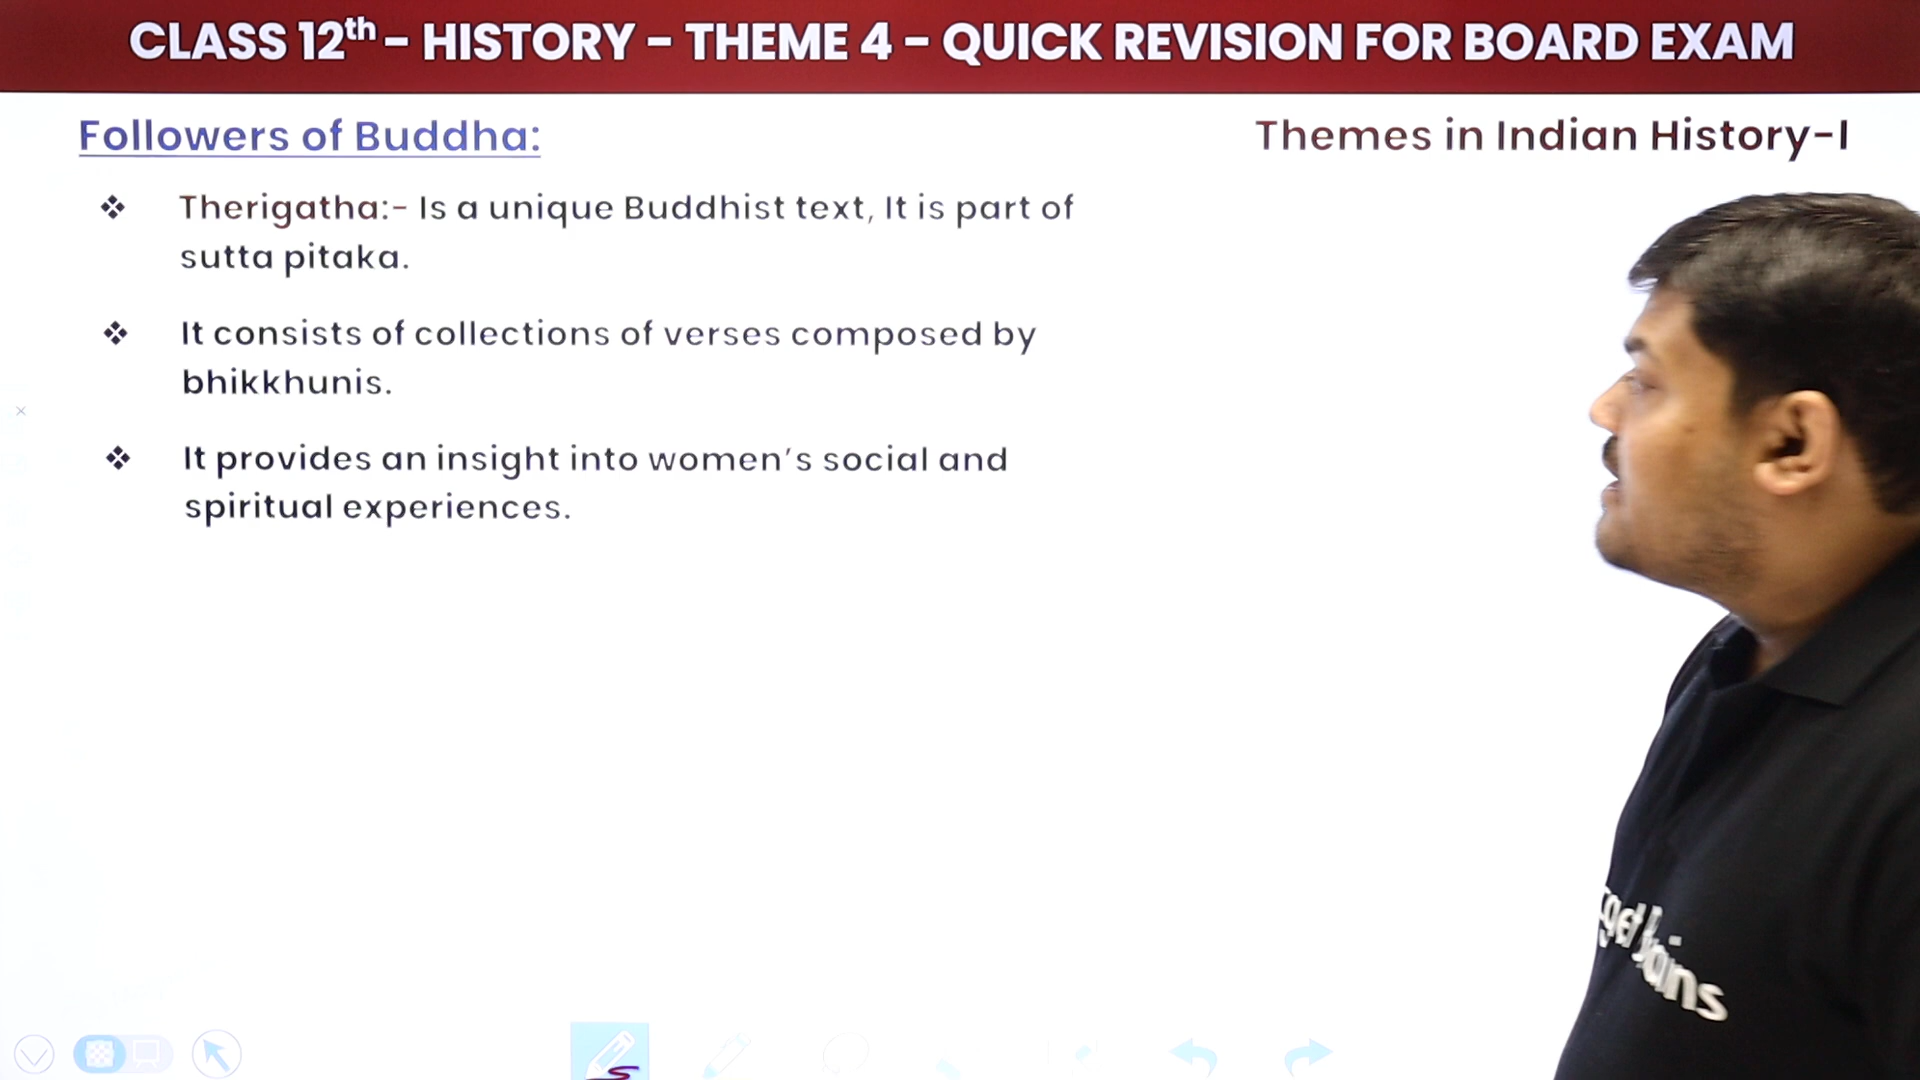 CLASS 12th – HISTORY – THEME 4 – QUICK REVISION FOR BOARD EXAM
Followers of Buddha:
Themes in Indian History-I
❖ Therigatha:- Is a unique Buddhist text, It is part of
sutta pitaka.
❖ It consists of collections of verses composed by
bhikkhunis.
❖ It provides an insight into women’s social and
spiritual experiences.